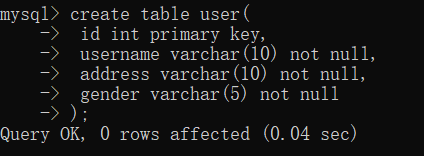 mysql> create table user(
    ->  id int primary key,
    ->  username varchar(10) not null,
    ->  address varchar(10) not null,
    ->  gender varchar(5) not null
    -> );
Query OK, 0 rows affected (0.04 sec)